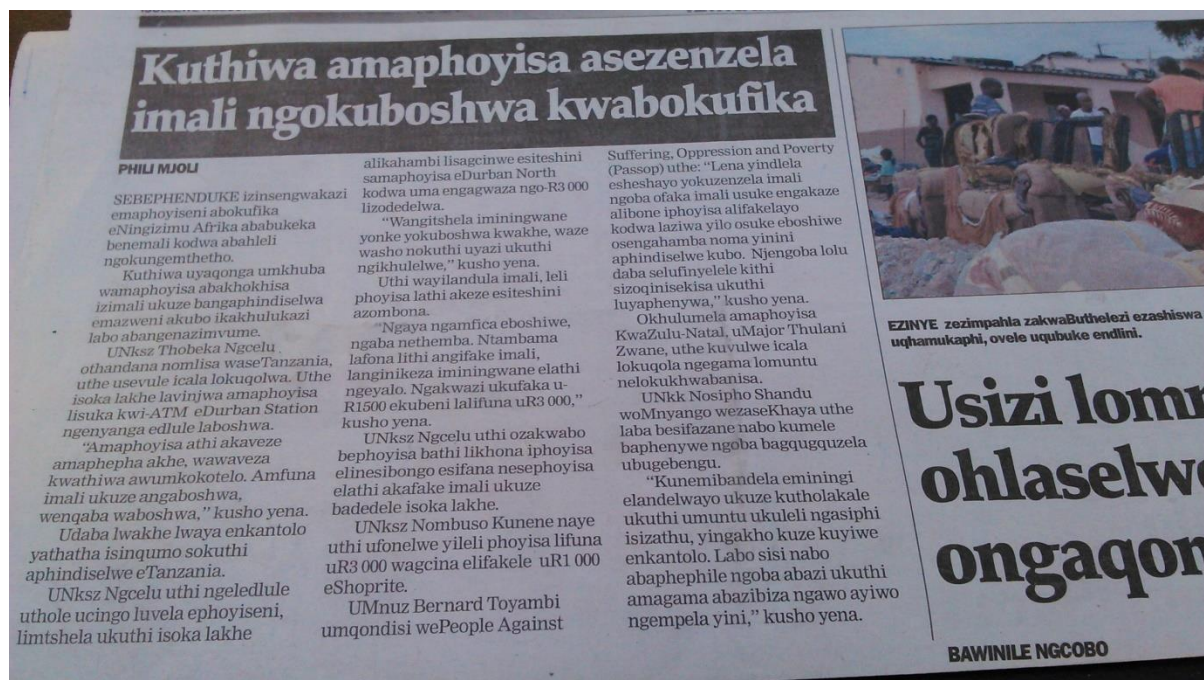 Kuthiwa amaphoyisa asezenzela
imali ngokuboshwa kwabokufika
PHILI MJOLI
SEBEPHENDUKE izinsengwakazi
emaphoyiseni abokufika
eNingizimu Afrika ababukeka
benemali kodwa abahleli
ngokungemthetho.
Kuthiwa uyaqonga umkhuba
wamaphoyisa abakhokhisa
izimali ukuze bangaphindiselwa
emazweni akubo ikakhulukazi
labo abangenazimvume.
UNksz Thobeka Ngcelu
othandana nomlisa waseTanzania,
uthe usevule icala lokuqolwa. Uthe
isoka lakhe lavinjwa amaphoyisa
lisuka kwi-ATM eDurban Station
ngenyanga edlule laboshwa.
"Amaphoyisa athi akaveze
amaphepha akhe, wawaveza
kwathiwa awumkokotelo. Amfuna
imali ukuze angaboshwa,
wenqaba waboshwa," kusho yena.
Udaba lwakhe lwaya enkantolo
yathatha isinqumo sokuthi
aphindiselwe eTanzania.
UNksz Ngcelu uthi ngeledlule
uthole ucingo luvela ephoyiseni,
limtshela ukuthi isoka lakhe
alikahambi lisagcinwe esiteshini
samaphoyisa eDurban North
kodwa uma engagwaza ngo-R3 000
lizodedelwa.
"Wangitshela imininingwane
yonke yokuboshwa kwakhe, waze
washo nokuthi uyazi ukuthi
ngikhulelwe," kusho yena.
Uthi wayilandula imali, leli
phoyisa lathi akeze esiteshini
azombona.
"Ngaya ngamfica eboshiwe,
ngaba nethemba. Ntambama
lafona lithi angifake imali,
langinikeza imininingwane elathi
ngeyalo. Ngakwazi ukufaka u-
R1500 ekubeni lalifuna uR3 000,"
kusho yena.
UNksz Ngcelu uthi ozakwabo
bephoyisa bathi likhona iphoyisa
elinesibongo esifana nesephoyisa
elathi akafake imali ukuze
badedele isoka lakhe.
UNksz Nombuso Kunene naye
uthi ufonelwe yileli phoyisa lifuna
uR3 000 wagcina elifakele uR1 000
eShoprite.
UMnuz Bernard Toyambi
umqondisi wePeople Against
Suffering, Oppression and Poverty
(Passop) uthe: "Lena yindlela
esheshayo yokuzenzela imali
ngoba ofaka imali usuke engakaze
alibone iphoyisa alifakelayo
kodwa laziwa yilo osuke eboshiwe
osengahamba noma yinini
aphindiselwe kubo. Njengoba lolu
daba selufinyelele kithi
sizoqinisekisa ukuthi
luyaphenywa," kusho yena.
Okhulumela amaphoyisa
KwaZulu-Natal, uMajor Thulani
Zwane, uthe kuvulwe icala
lokuqola ngegama lomuntu
nelokukhwabanisa.
UNkk Nosipho Shandu
woMnyango wezaseKhaya uthe
laba besifazane nabo kumele
baphenywe ngoba bagqugquzela
ubugebengu.
"Kunemibandela eminingi
elandelwayo ukuze kutholakale
ukuthi umuntu ukuleli ngasiphi
isizathu, yingakho kuze kuyiwe
enkantolo. Labo sisi nabo
abaphephile ngoba abazi ukuthi
amagama abazibiza ngawo ayiwo
ngempela yini," kusho yena.
EZINYE zezimpahla zakwaButhelezi ezashiswa
uqhamukaphi, ovele uqubuke endlini.
Usizi
ohlaselwe
BAWINILE NGCOBO